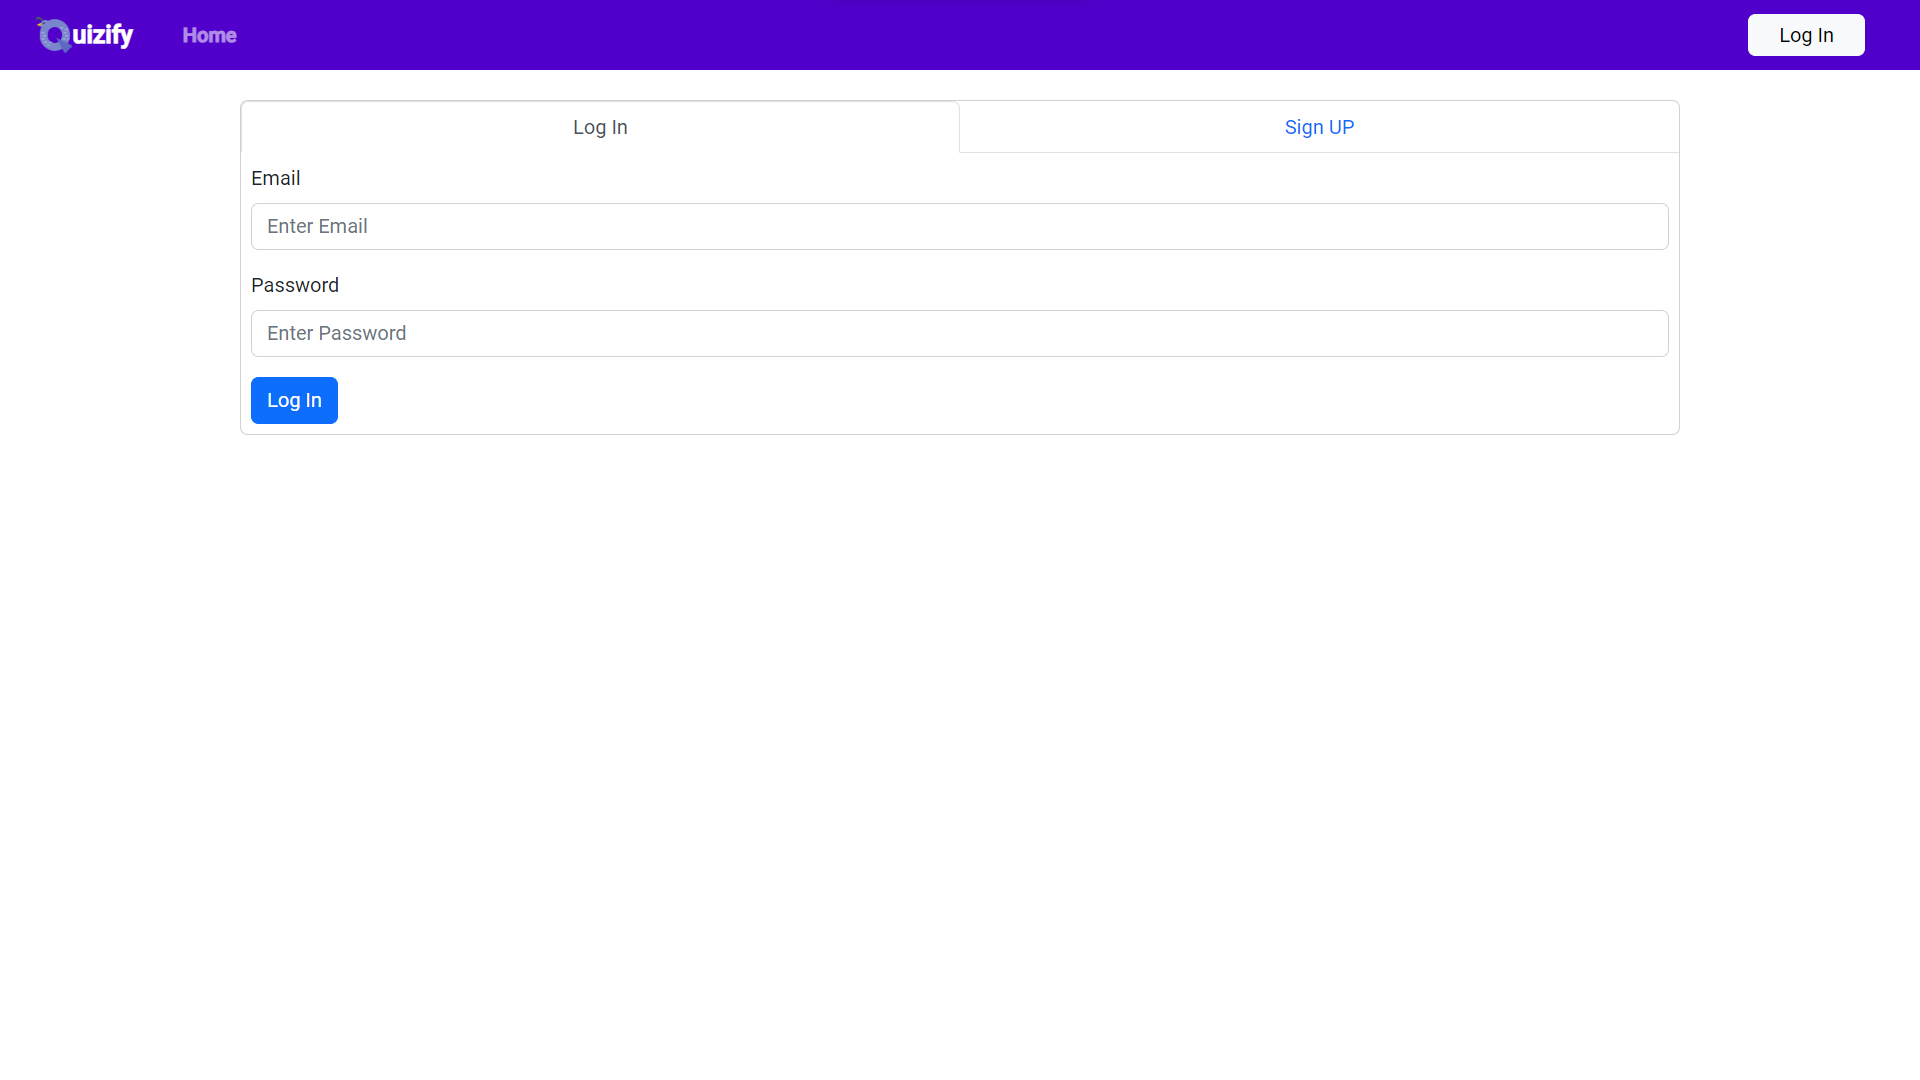 Quizify Home Log In
Log In Sign UP
Email
Enter Email
Password
Enter Password
Log In